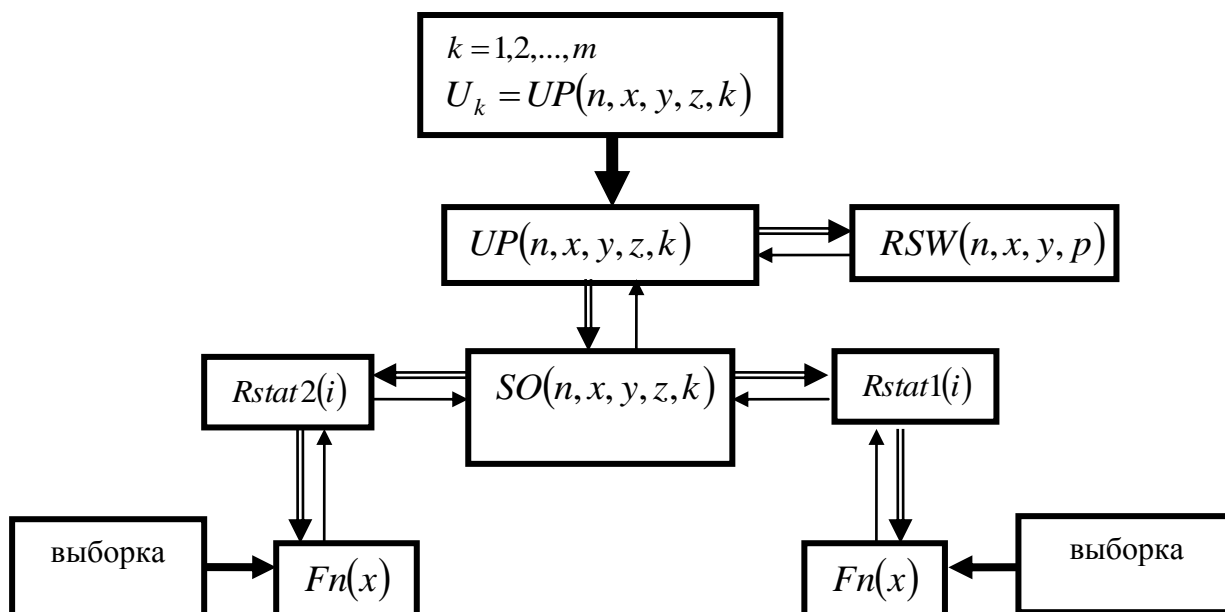 k = 1,2,...,m
U_k = UP(n, x, y, z, k)
UP(n, x, y, z, k)
RSW(n, x, y, p)
Rstat2(i)
SO(n, x, y, z, k)
Rstat1(i)
выборка
Fn(x)
Fn(x)
выборка